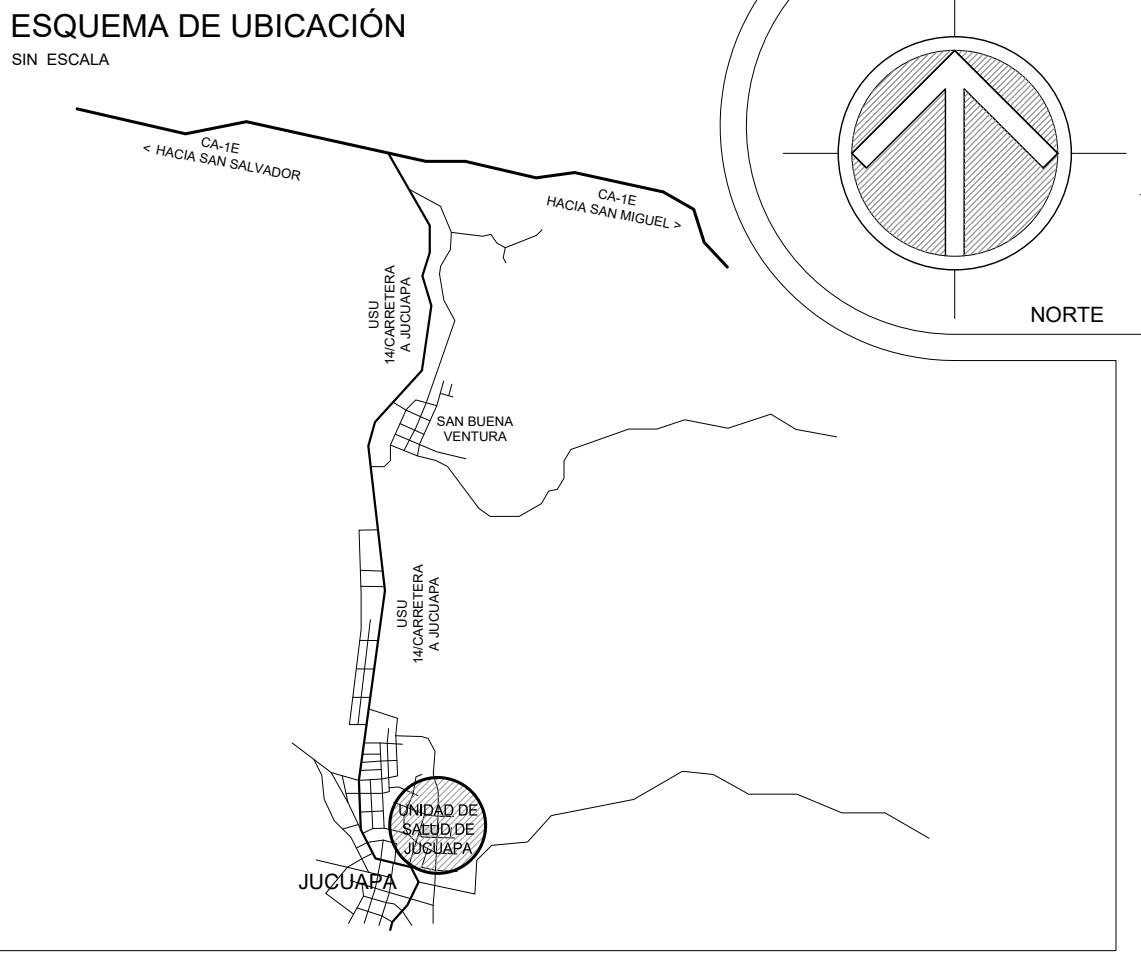 ESQUEMA DE UBICACIÓN
SIN ESCALA
CA-1E
< HACIA SAN SALVADOR
CA-1E
HACIA SAN MIGUEL >
NORTE
USU
14/CARRETERA
A JUCUAPA
SAN BUENA
VENTURA
USU
14/CARRETERA
A JUCUAPA
UNIDAD DE
SALUD DE
JUCUAPA
JUCUAPA